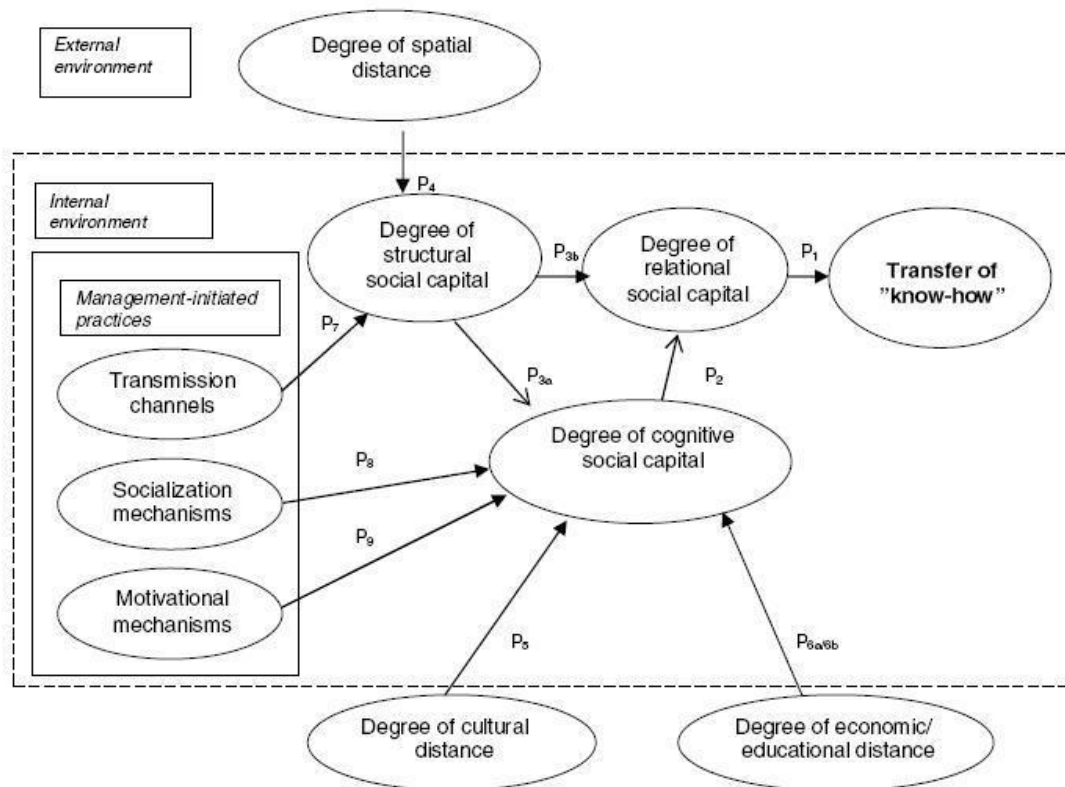 External
environment
Degree of spatial
distance
Internal
environment
P4
Degree of
structural
social capital
P3b
Degree of
relational
social capital
P1
Transfer of
”know-how”
Management-initiated
practices
P7
Transmission
channels
P3a
P2
Degree of cognitive
social capital
P8
Socialization
mechanisms
P9
Motivational
mechanisms
P5
P6a/6b
Degree of cultural
distance
Degree of economic/
educational distance